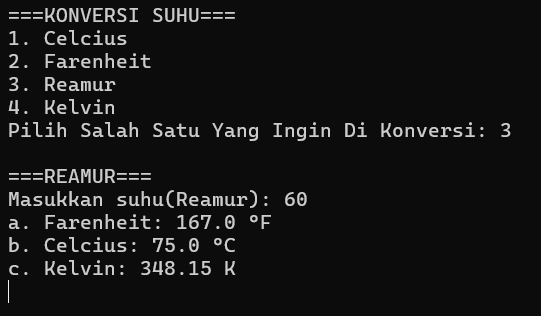 ===KONVERSI SUHU===
1. Celcius
2. Farenheit
3. Reamur
4. Kelvin
Pilih Salah Satu Yang Ingin Di Konversi: 3
===REAMUR===
Masukkan suhu(Reamur): 60
a. Farenheit: 167.0 °F
b. Celcius: 75.0 °C
c. Kelvin: 348.15 K